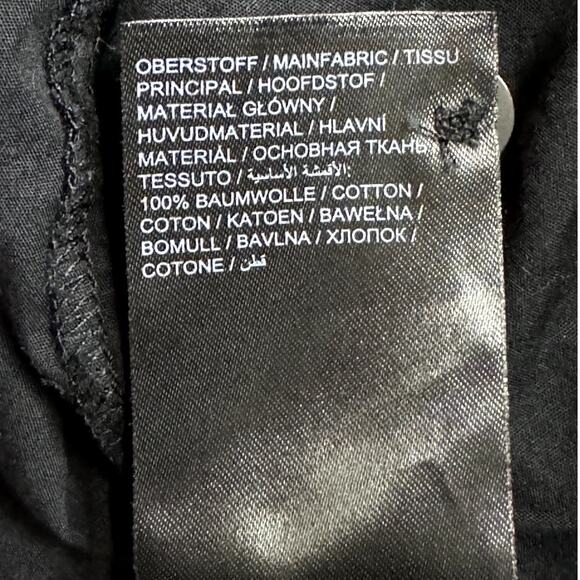 OBERSTOFF / MAINFABRIC / TISSU
PRINCIPAL / HOOFDSTOF /
MATERIAŁ GŁÓWNY /
HUVUDMATERIAL / HLAVNÍ
MATERIÁL / ОСНОВНАЯ ТКАНЬ
TESSUTO / الأقمشة الأساسية:
100% BAUMWOLLE / COTTON /
COTON / KATOEN / BAWEŁNA /
BOMULL / BAVLNA / ХЛОПОК /
COTONE / قطن